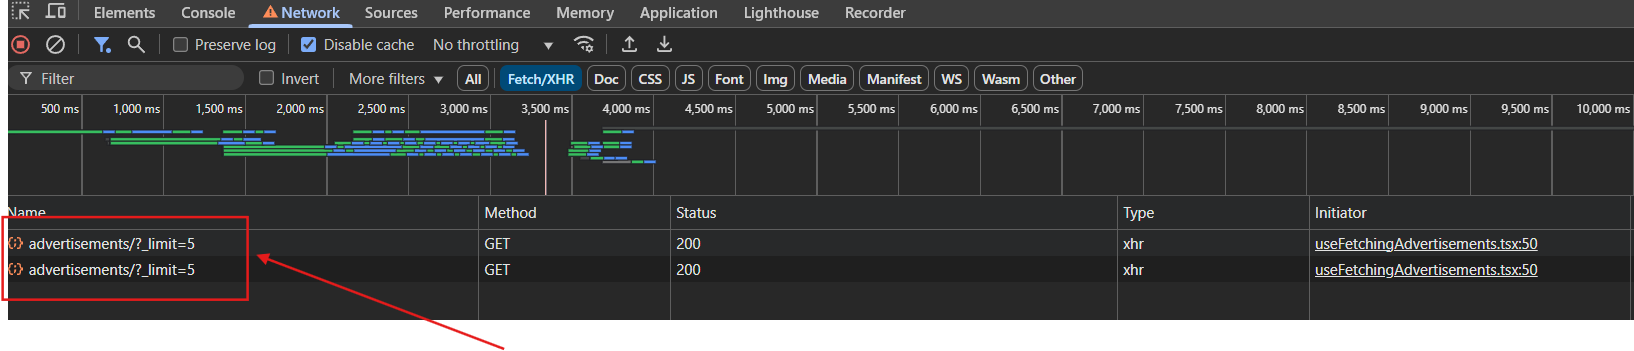 Elements Console Network Sources Performance Memory Application Lighthouse Recorder
Preserve log Disable cache No throttling
Filter Invert More filters All Fetch/XHR Doc CSS JS Font Img Media Manifest WS Wasm Other
500 ms 1,000 ms 1,500 ms 2,000 ms 2,500 ms 3,000 ms 3,500 ms 4,000 ms 4,500 ms 5,000 ms 5,500 ms 6,000 ms 6,500 ms 7,000 ms 7,500 ms 8,000 ms 8,500 ms 9,000 ms 9,500 ms 10,000 ms
Name Method Status Type Initiator
advertisements/?_limit=5 GET 200 xhr useFetchingAdvertisements.tsx:50
advertisements/?_limit=5 GET 200 xhr useFetchingAdvertisements.tsx:50